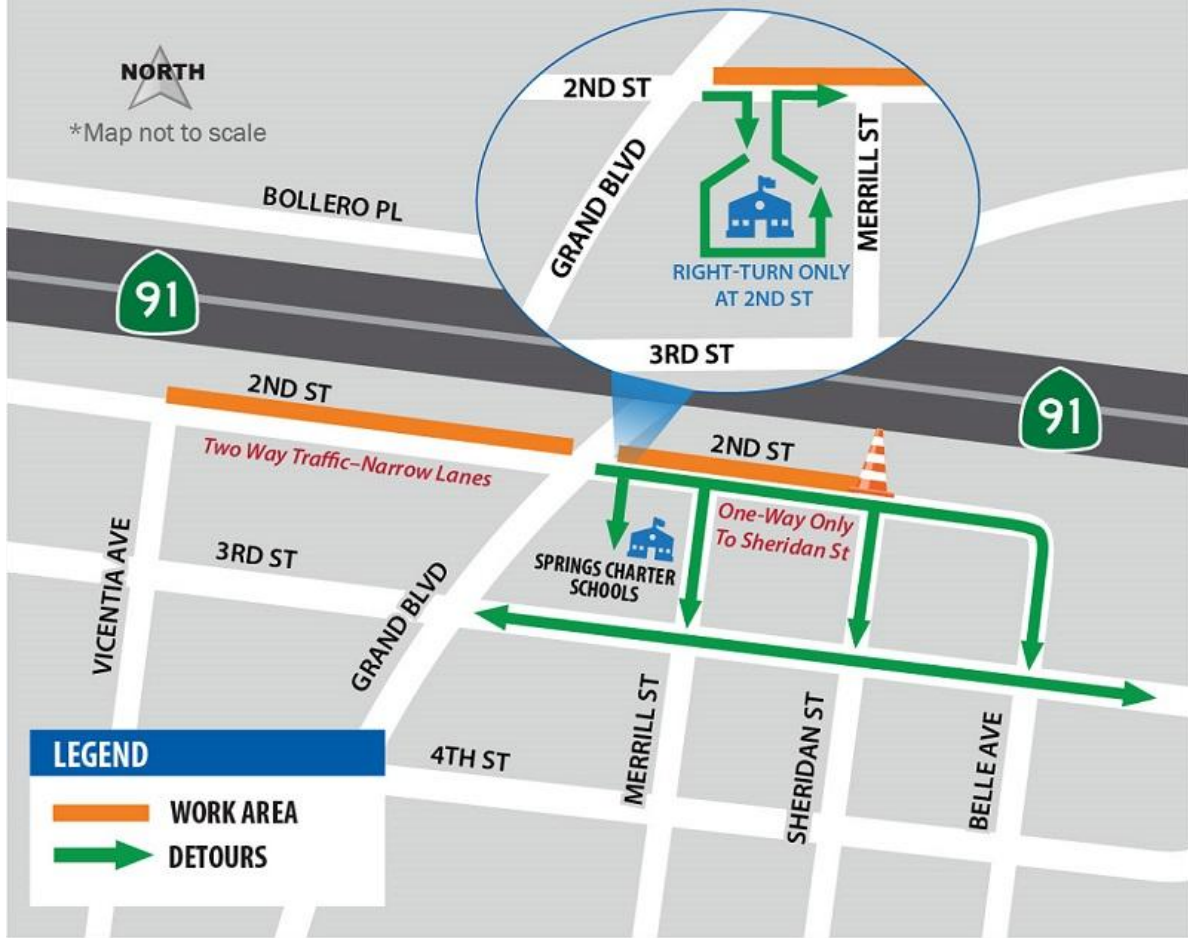 NORTH
*Map not to scale
2ND ST
GRAND BLVD
MERRILL ST
RIGHT-TURN ONLY
AT 2ND ST
3RD ST
BOLLERO PL
91
91
2ND ST
Two Way Traffic–Narrow Lanes
2ND ST
One-Way Only
To Sheridan St
SPRINGS CHARTER
SCHOOLS
3RD ST
VICENTIA AVE
GRAND BLVD
MERRILL ST
SHERIDAN ST
BELLE AVE
4TH ST
LEGEND
WORK AREA
DETOURS